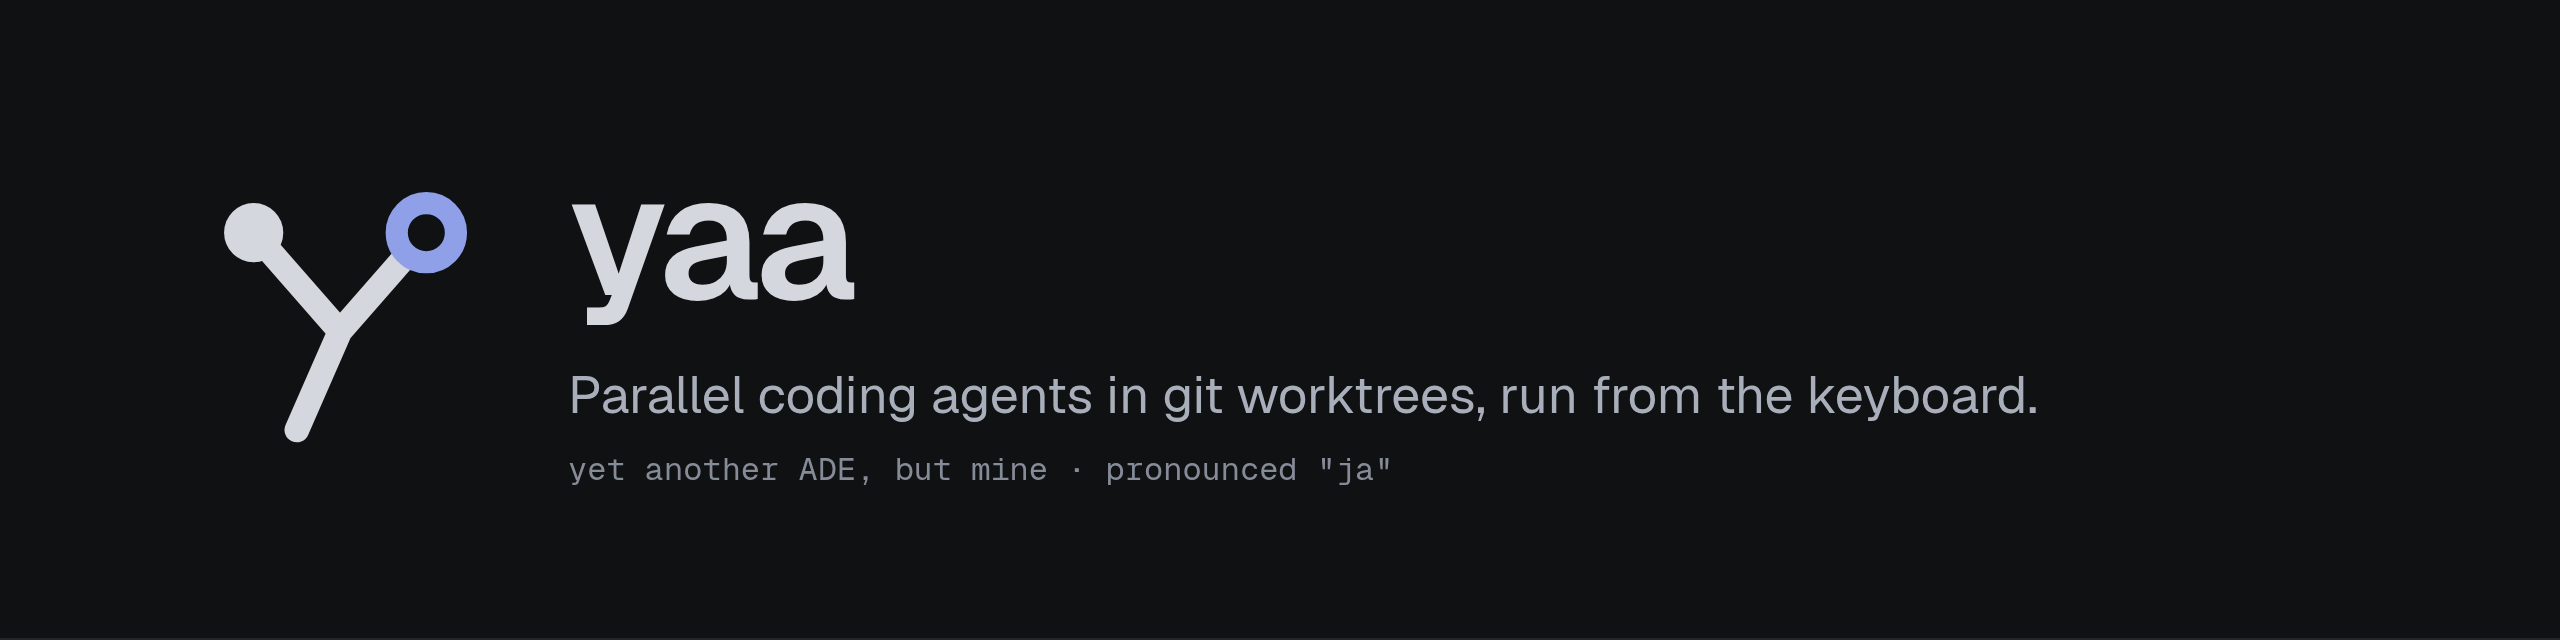 yaa
Parallel coding agents in git worktrees, run from the keyboard.
yet another ADE, but mine · pronounced "ja"